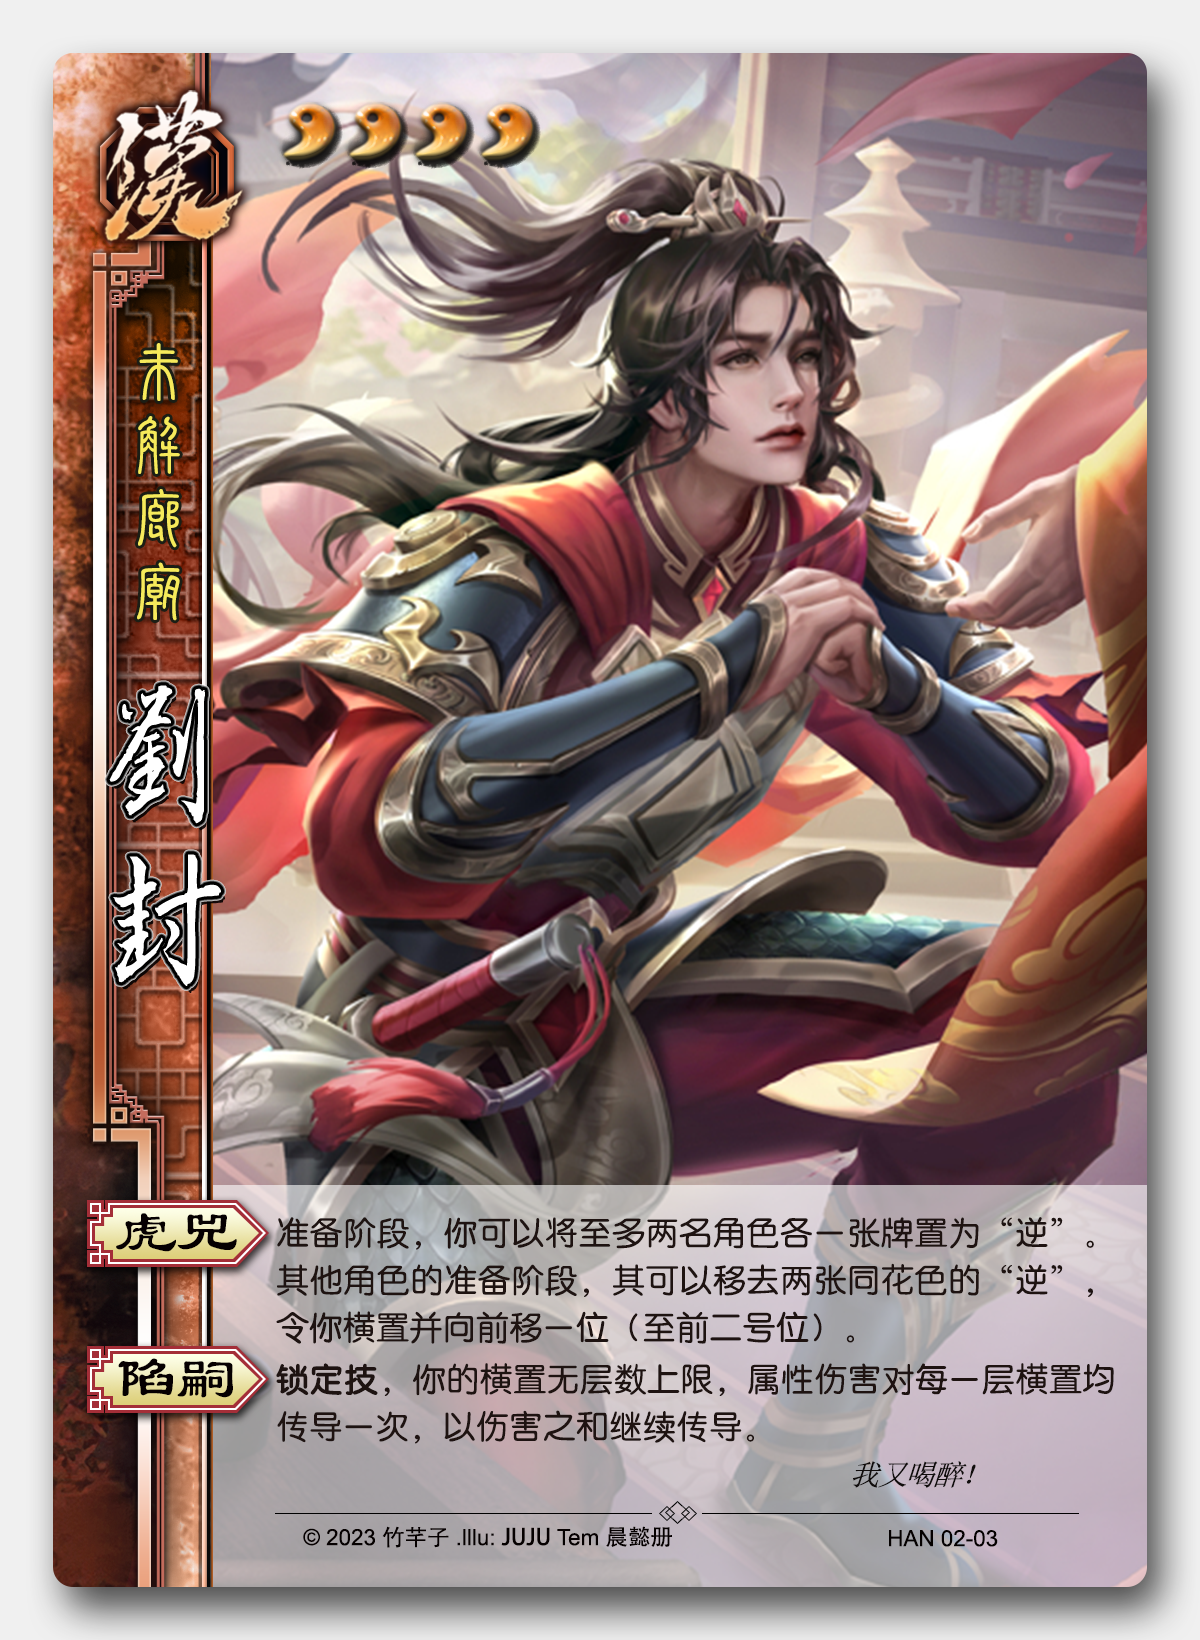 漢
未解廊廟
劉封
虎兕
准备阶段，你可以将至多两名角色各一张牌置为“逆”。
其他角色的准备阶段，其可以移去两张同花色的“逆”，
令你横置并向前移一位（至前二号位）。
陷嗣
锁定技，你的横置无层数上限，属性伤害对每一层横置均
传导一次，以伤害之和继续传导。
我又喝醉！
© 2023 竹芊子 .Illu: JUJU Tem 晨懿册
HAN 02-03